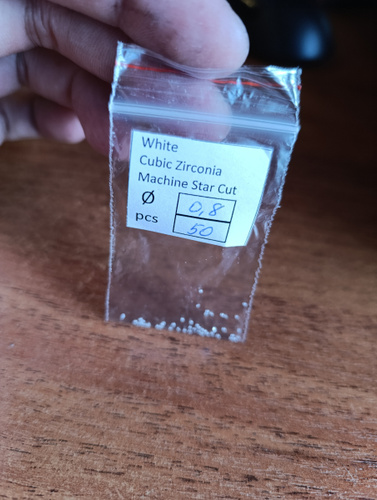 White
Cubic Zirconia
Machine Star Cut
Ø 0,8
pcs 50